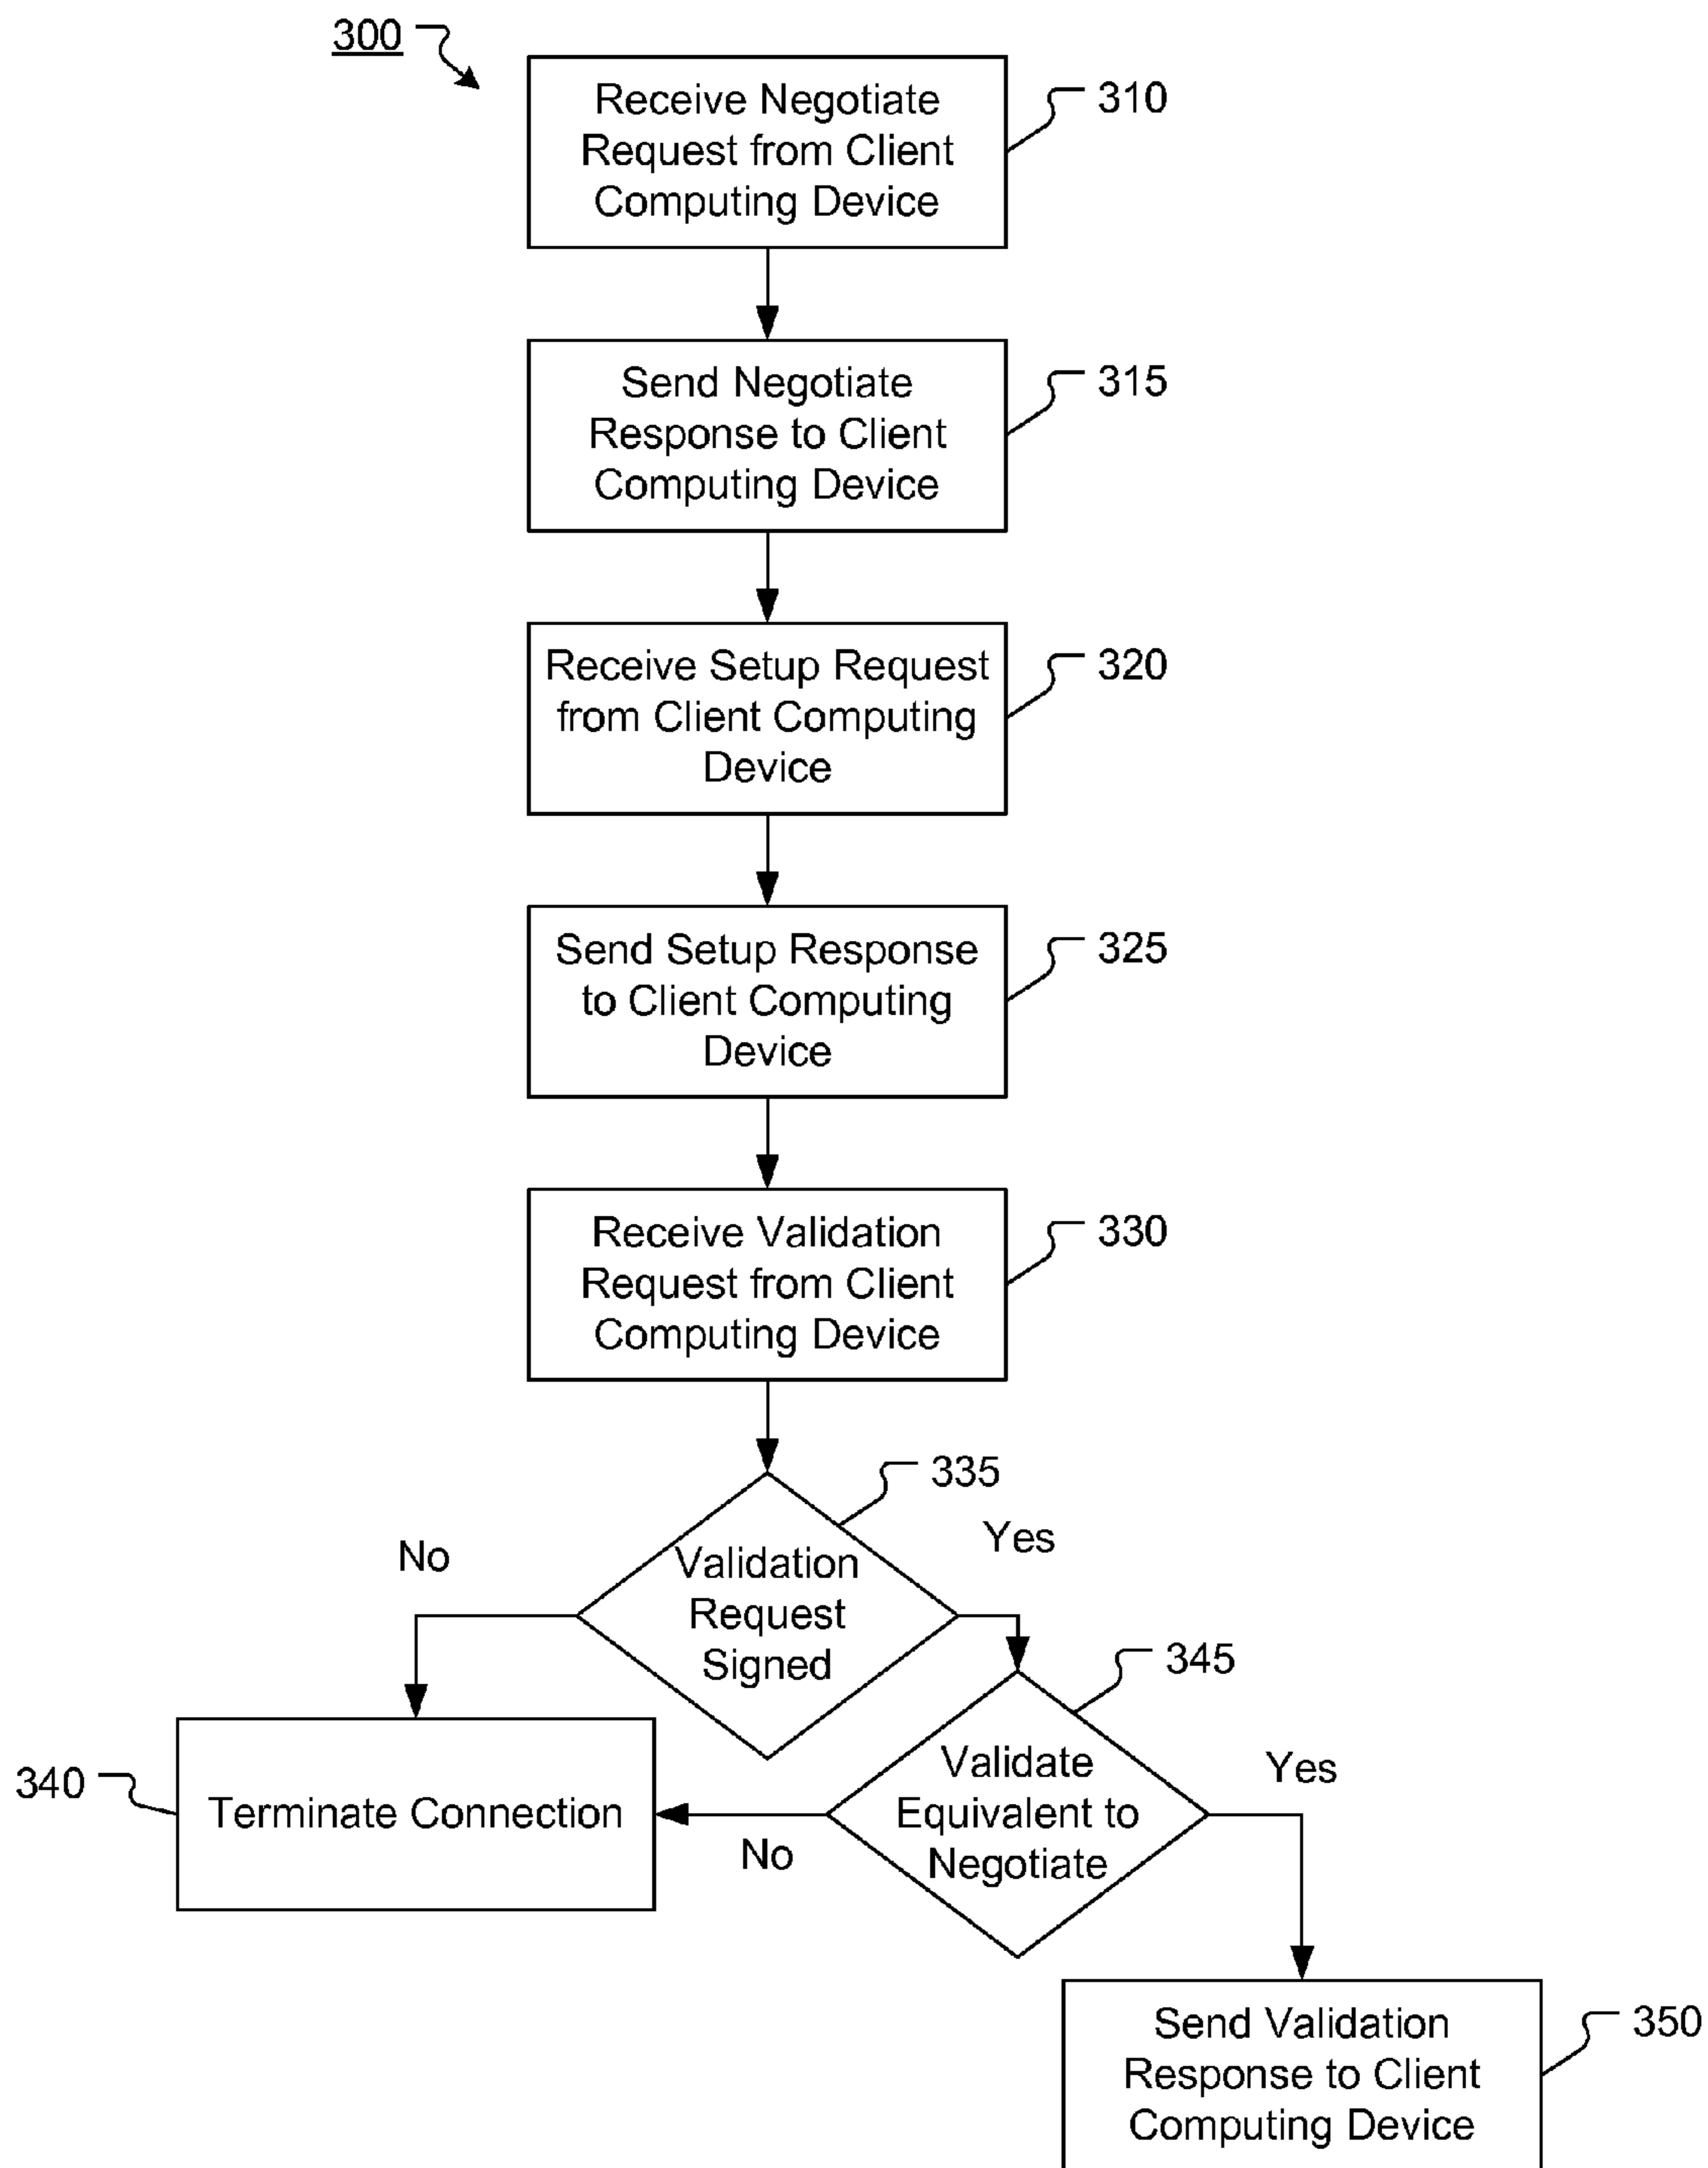 300
Receive Negotiate
Request from Client
Computing Device
310
Send Negotiate
Response to Client
Computing Device
315
Receive Setup Request
from Client Computing
Device
320
Send Setup Response
to Client Computing
Device
325
Receive Validation
Request from Client
Computing Device
330
335
No
Yes
Validation
Request
Signed
345
340
Terminate Connection
No
Validate
Equivalent to
Negotiate
Yes
Send Validation
Response to Client
Computing Device
350